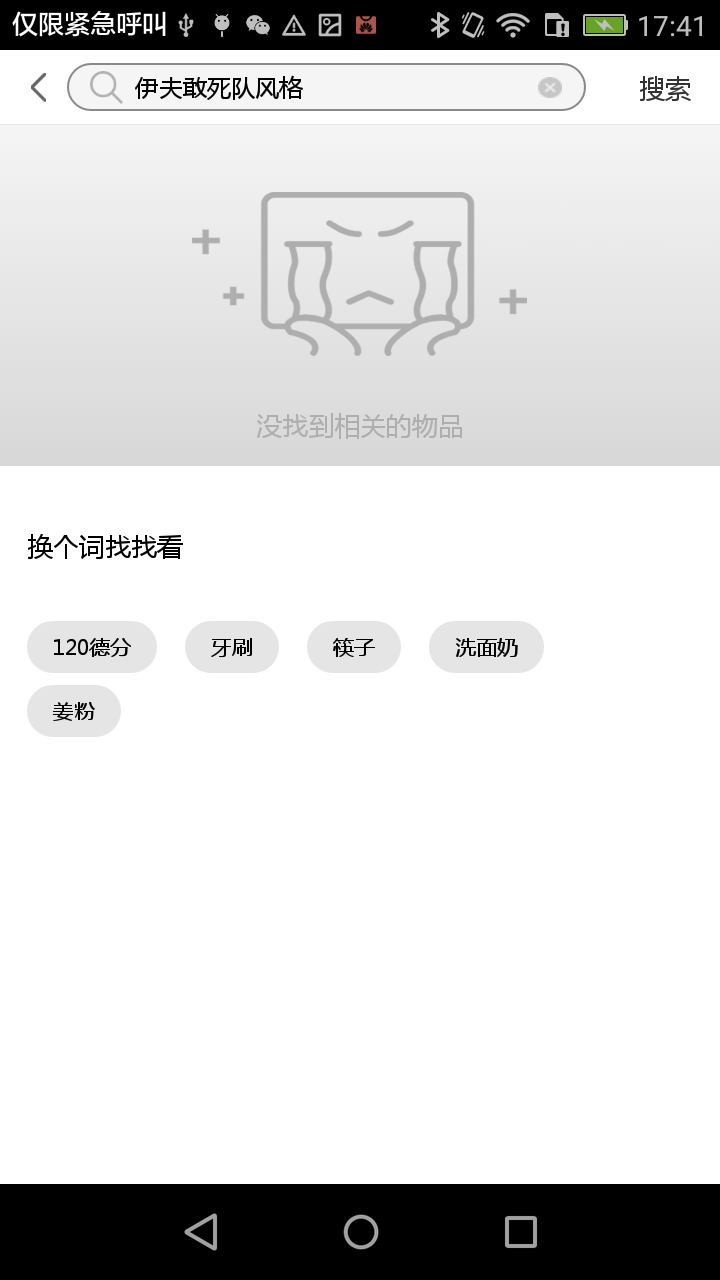 仅限紧急呼叫 17:41
伊夫敢死队风格 搜索
没找到相关的物品
换个词找找看
120德分 牙刷 筷子 洗面奶
姜粉